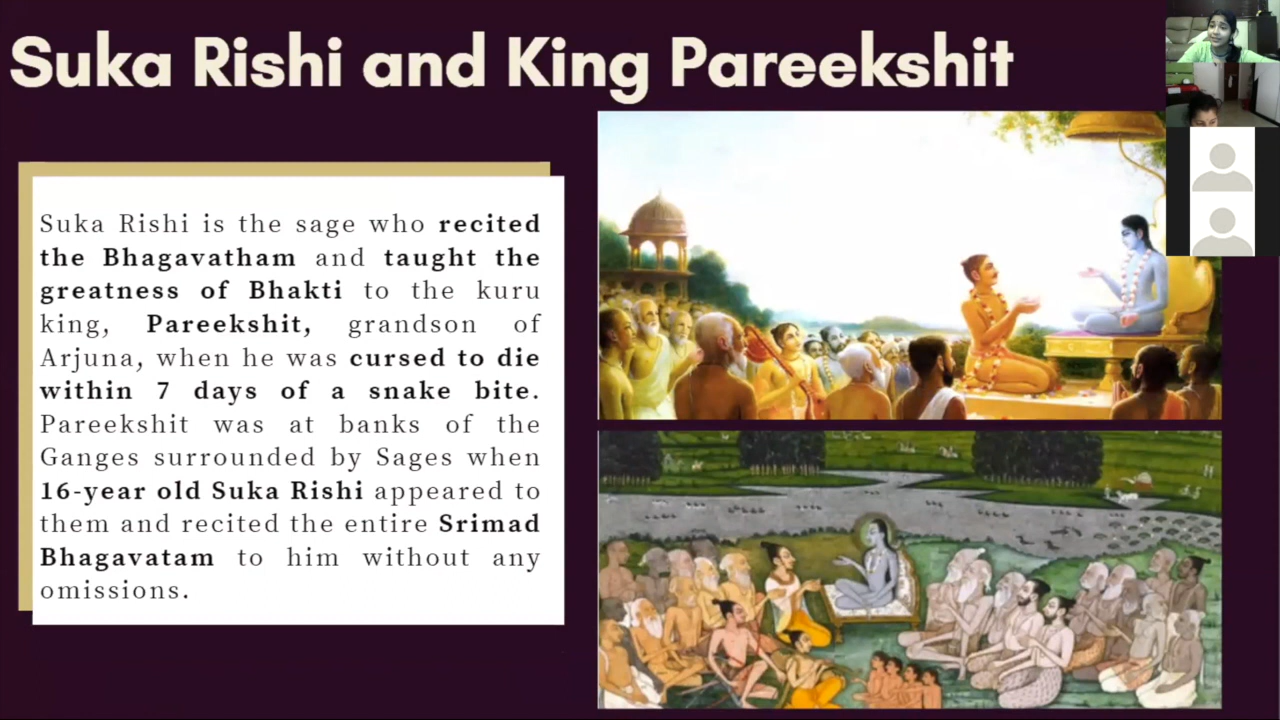 Suka Rishi and King Pareekshit
Suka Rishi is the sage who recited
the Bhagavatham and taught the
greatness of Bhakti to the kuru
king, Pareekshit, grandson of
Arjuna, when he was cursed to die
within 7 days of a snake bite.
Pareekshit was at banks of the
Ganges surrounded by Sages when
16-year old Suka Rishi appeared to
them and recited the entire Srimad
Bhagavatam to him without any
omissions.